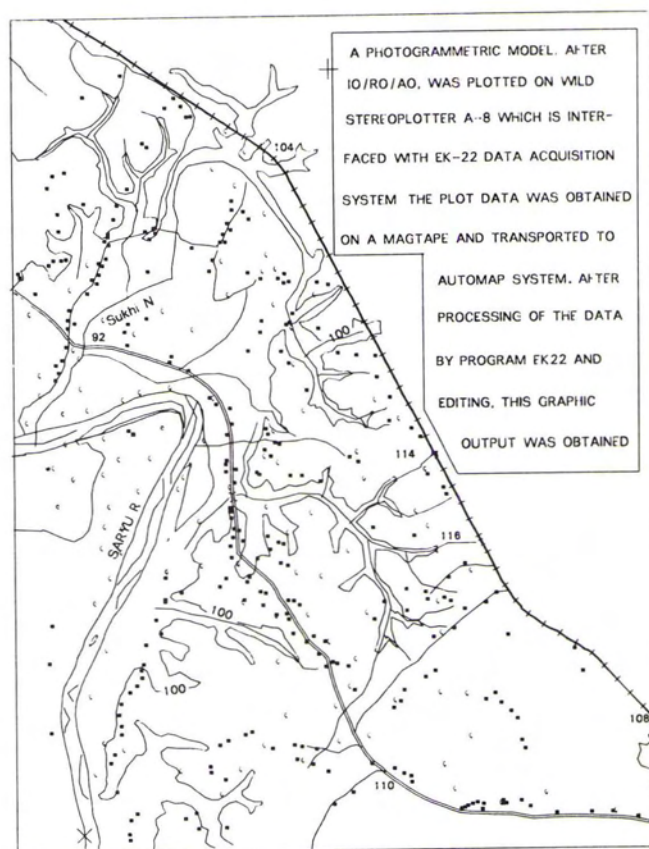 A PHOTOGRAMMETRIC MODEL. AFTER
IO/RO/AO, WAS PLOTTED ON WILD
STEREOPLOTTER A-8 WHICH IS INTER-
FACED WITH EK-22 DATA ACQUISITION
SYSTEM THE PLOT DATA WAS OBTAINED
ON A MAGTAPE AND TRANSPORTED TO
AUTOMAP SYSTEM. AFTER
PROCESSING OF THE DATA
BY PROGRAM EK22 AND
EDITING, THIS GRAPHIC
OUTPUT WAS OBTAINED
104
Sukhi N
92
100
114
SARYU R
116
100
100
108
110